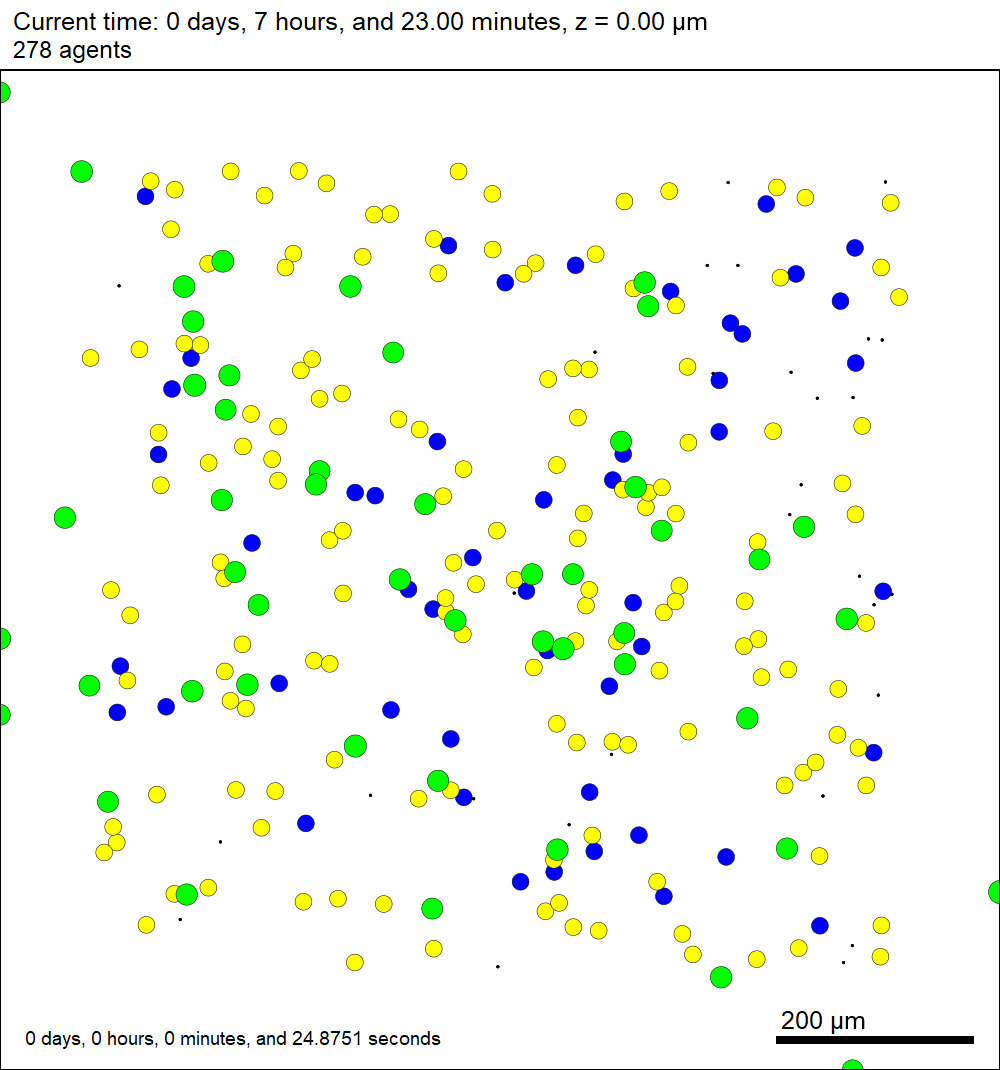 Current time: 0 days, 7 hours, and 23.00 minutes, z = 0.00 μm
278 agents
200 μm
0 days, 0 hours, 0 minutes, and 24.8751 seconds